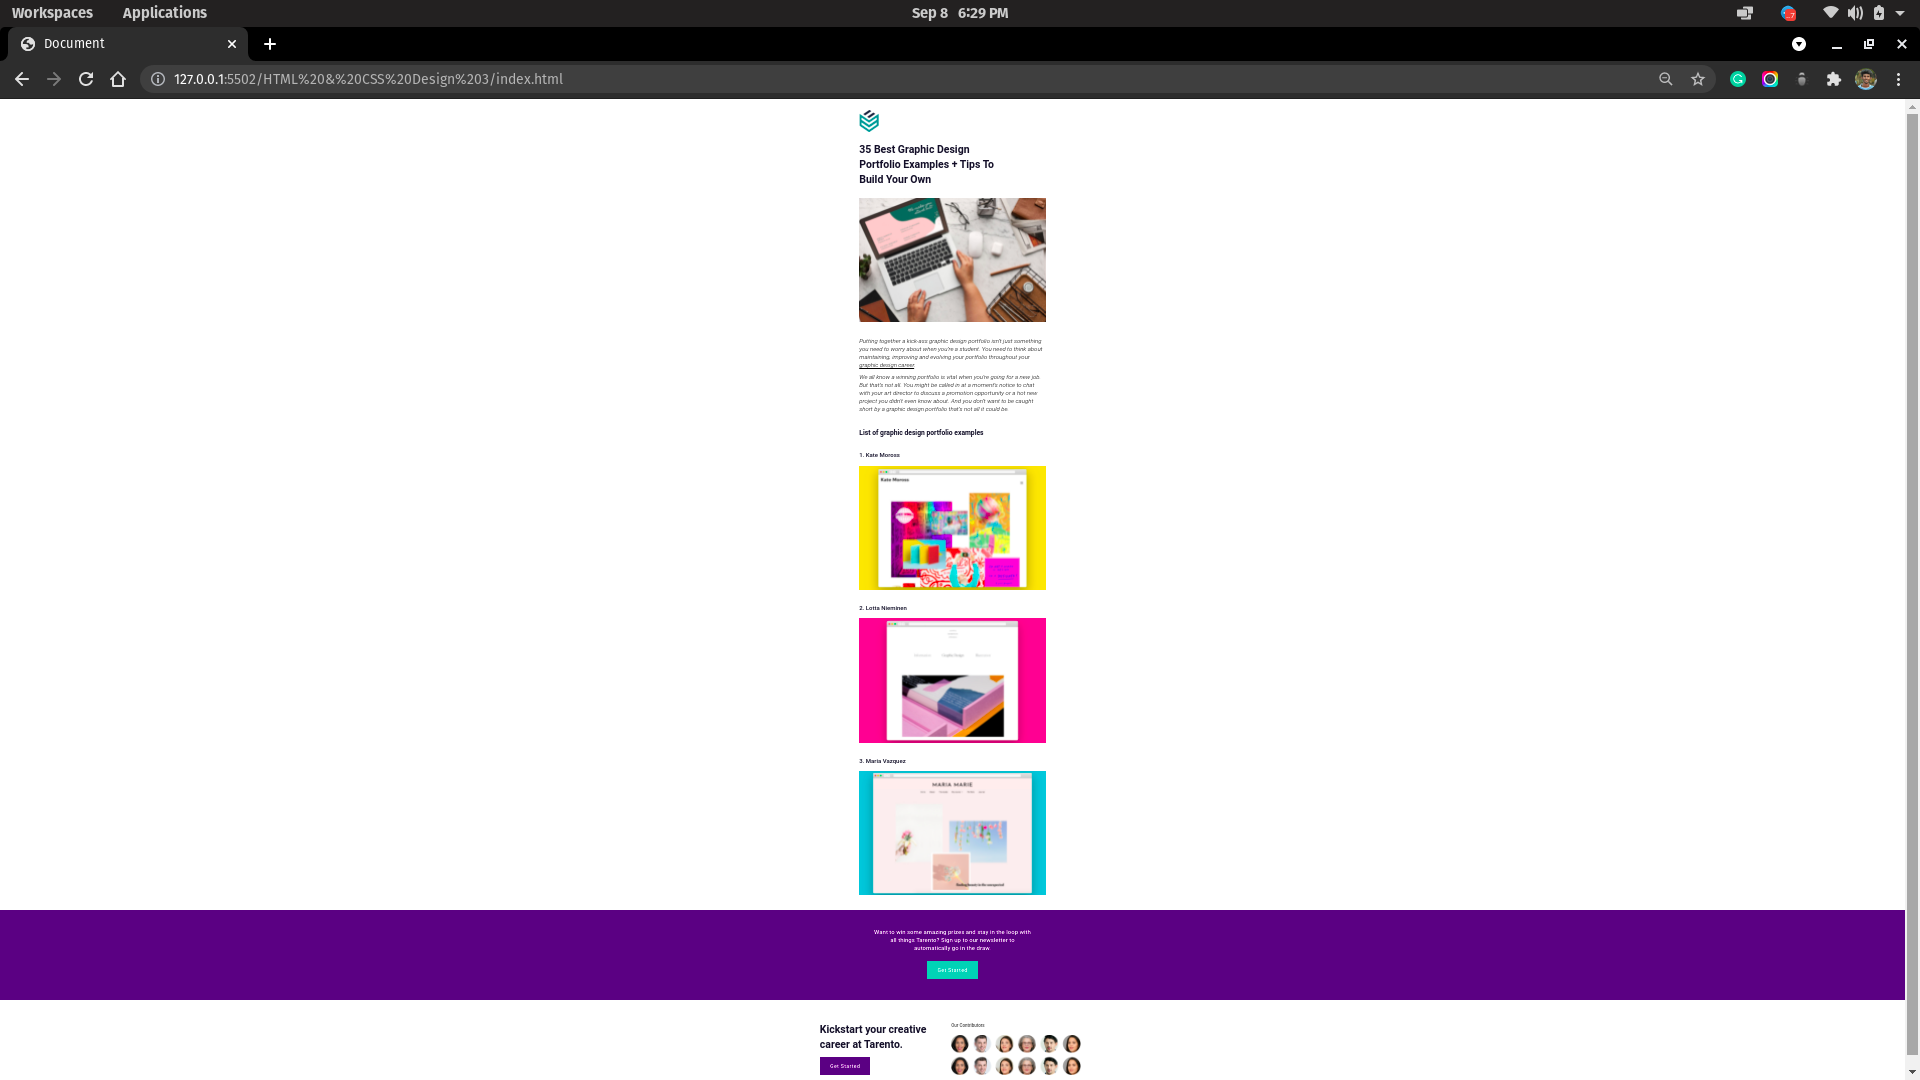 Workspaces Applications Sep 8 6:29 PM
Document
127.0.0.1:5502/HTML%20&%20CSS%20Design%203/index.html
35 Best Graphic Design
Portfolio Examples + Tips To
Build Your Own
Putting together a kick-ass graphic design portfolio isn't just something
you need to worry about when you're a student. You need to think about
maintaining, improving and evolving your portfolio throughout your
graphic design career.
We all know a winning portfolio is vital when you're going for a new job.
But that's not all. You might be called in at a moment's notice to chat
with your art director to discuss a promotion opportunity or a hot new
project you didn't even know about. And you don't want to be caught
short by a graphic design portfolio that's not all it could be.
List of graphic design portfolio examples
1. Kate Moross
Kate Moross
2. Lotta Nieminen
3. Maria Vazquez
MARIA MARIE
Want to win some amazing prizes and stay in the loop with
all things Tarento? Sign up to our newsletter to
automatically go in the draw.
Get Started
Kickstart your creative
career at Tarento.
Get Started
Our Contributors